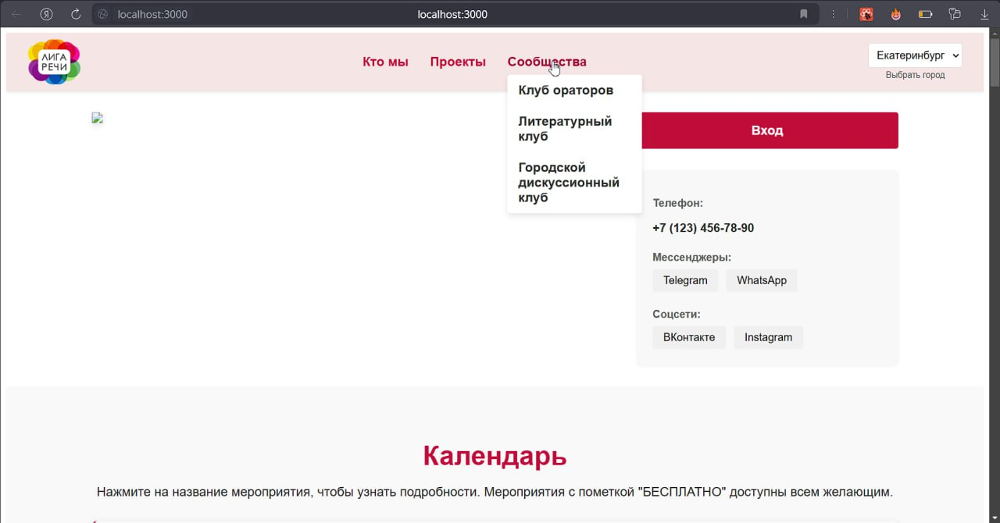 localhost:3000
localhost:3000
ЛИГА
РЕЧИ
Кто мы
Проекты
Сообщества
Екатеринбург
Выбрать город
Клуб ораторов
Литературный
клуб
Городской
дискуссионный
клуб
Вход
Телефон:
+7 (123) 456-78-90
Мессенджеры:
Telegram
WhatsApp
Соцсети:
ВКонтакте
Instagram
Календарь
Нажмите на название мероприятия, чтобы узнать подробности. Мероприятия с пометкой "БЕСПЛАТНО" доступны всем желающим.